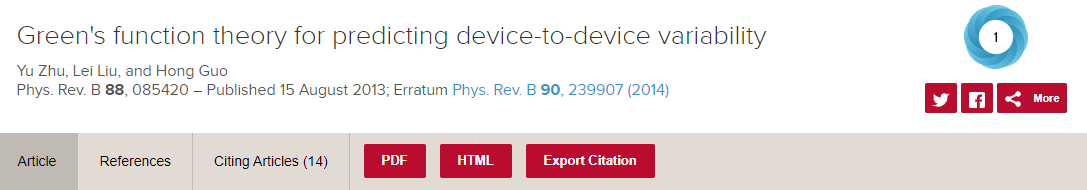 Green's function theory for predicting device-to-device variability
1
Yu Zhu, Lei Liu, and Hong Guo
Phys. Rev. B 88, 085420 – Published 15 August 2013; Erratum Phys. Rev. B 90, 239907 (2014)
More
Article References Citing Articles (14) PDF HTML Export Citation